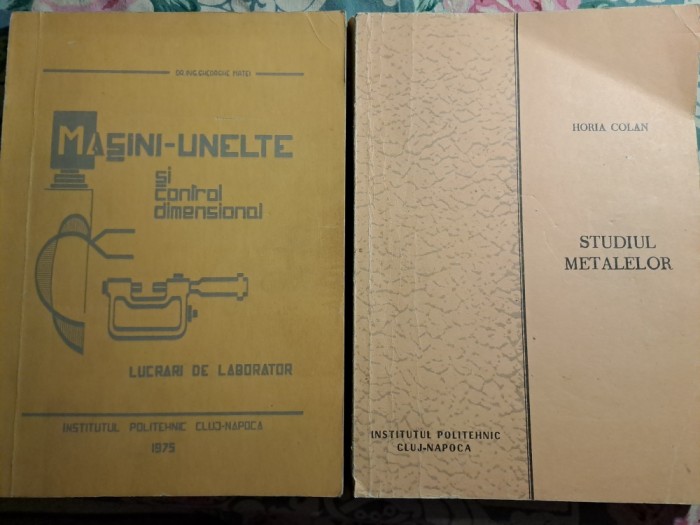 DR.ING.GHEORGHE MATEI
MAȘINI-UNELTE
și
control
dimensional
LUCRARI DE LABORATOR
INSTITUTUL POLITEHNIC CLUJ-NAPOCA
1975
HORIA COLAN
STUDIUL
METALELOR
INSTITUTUL POLITEHNIC
CLUJ-NAPOCA